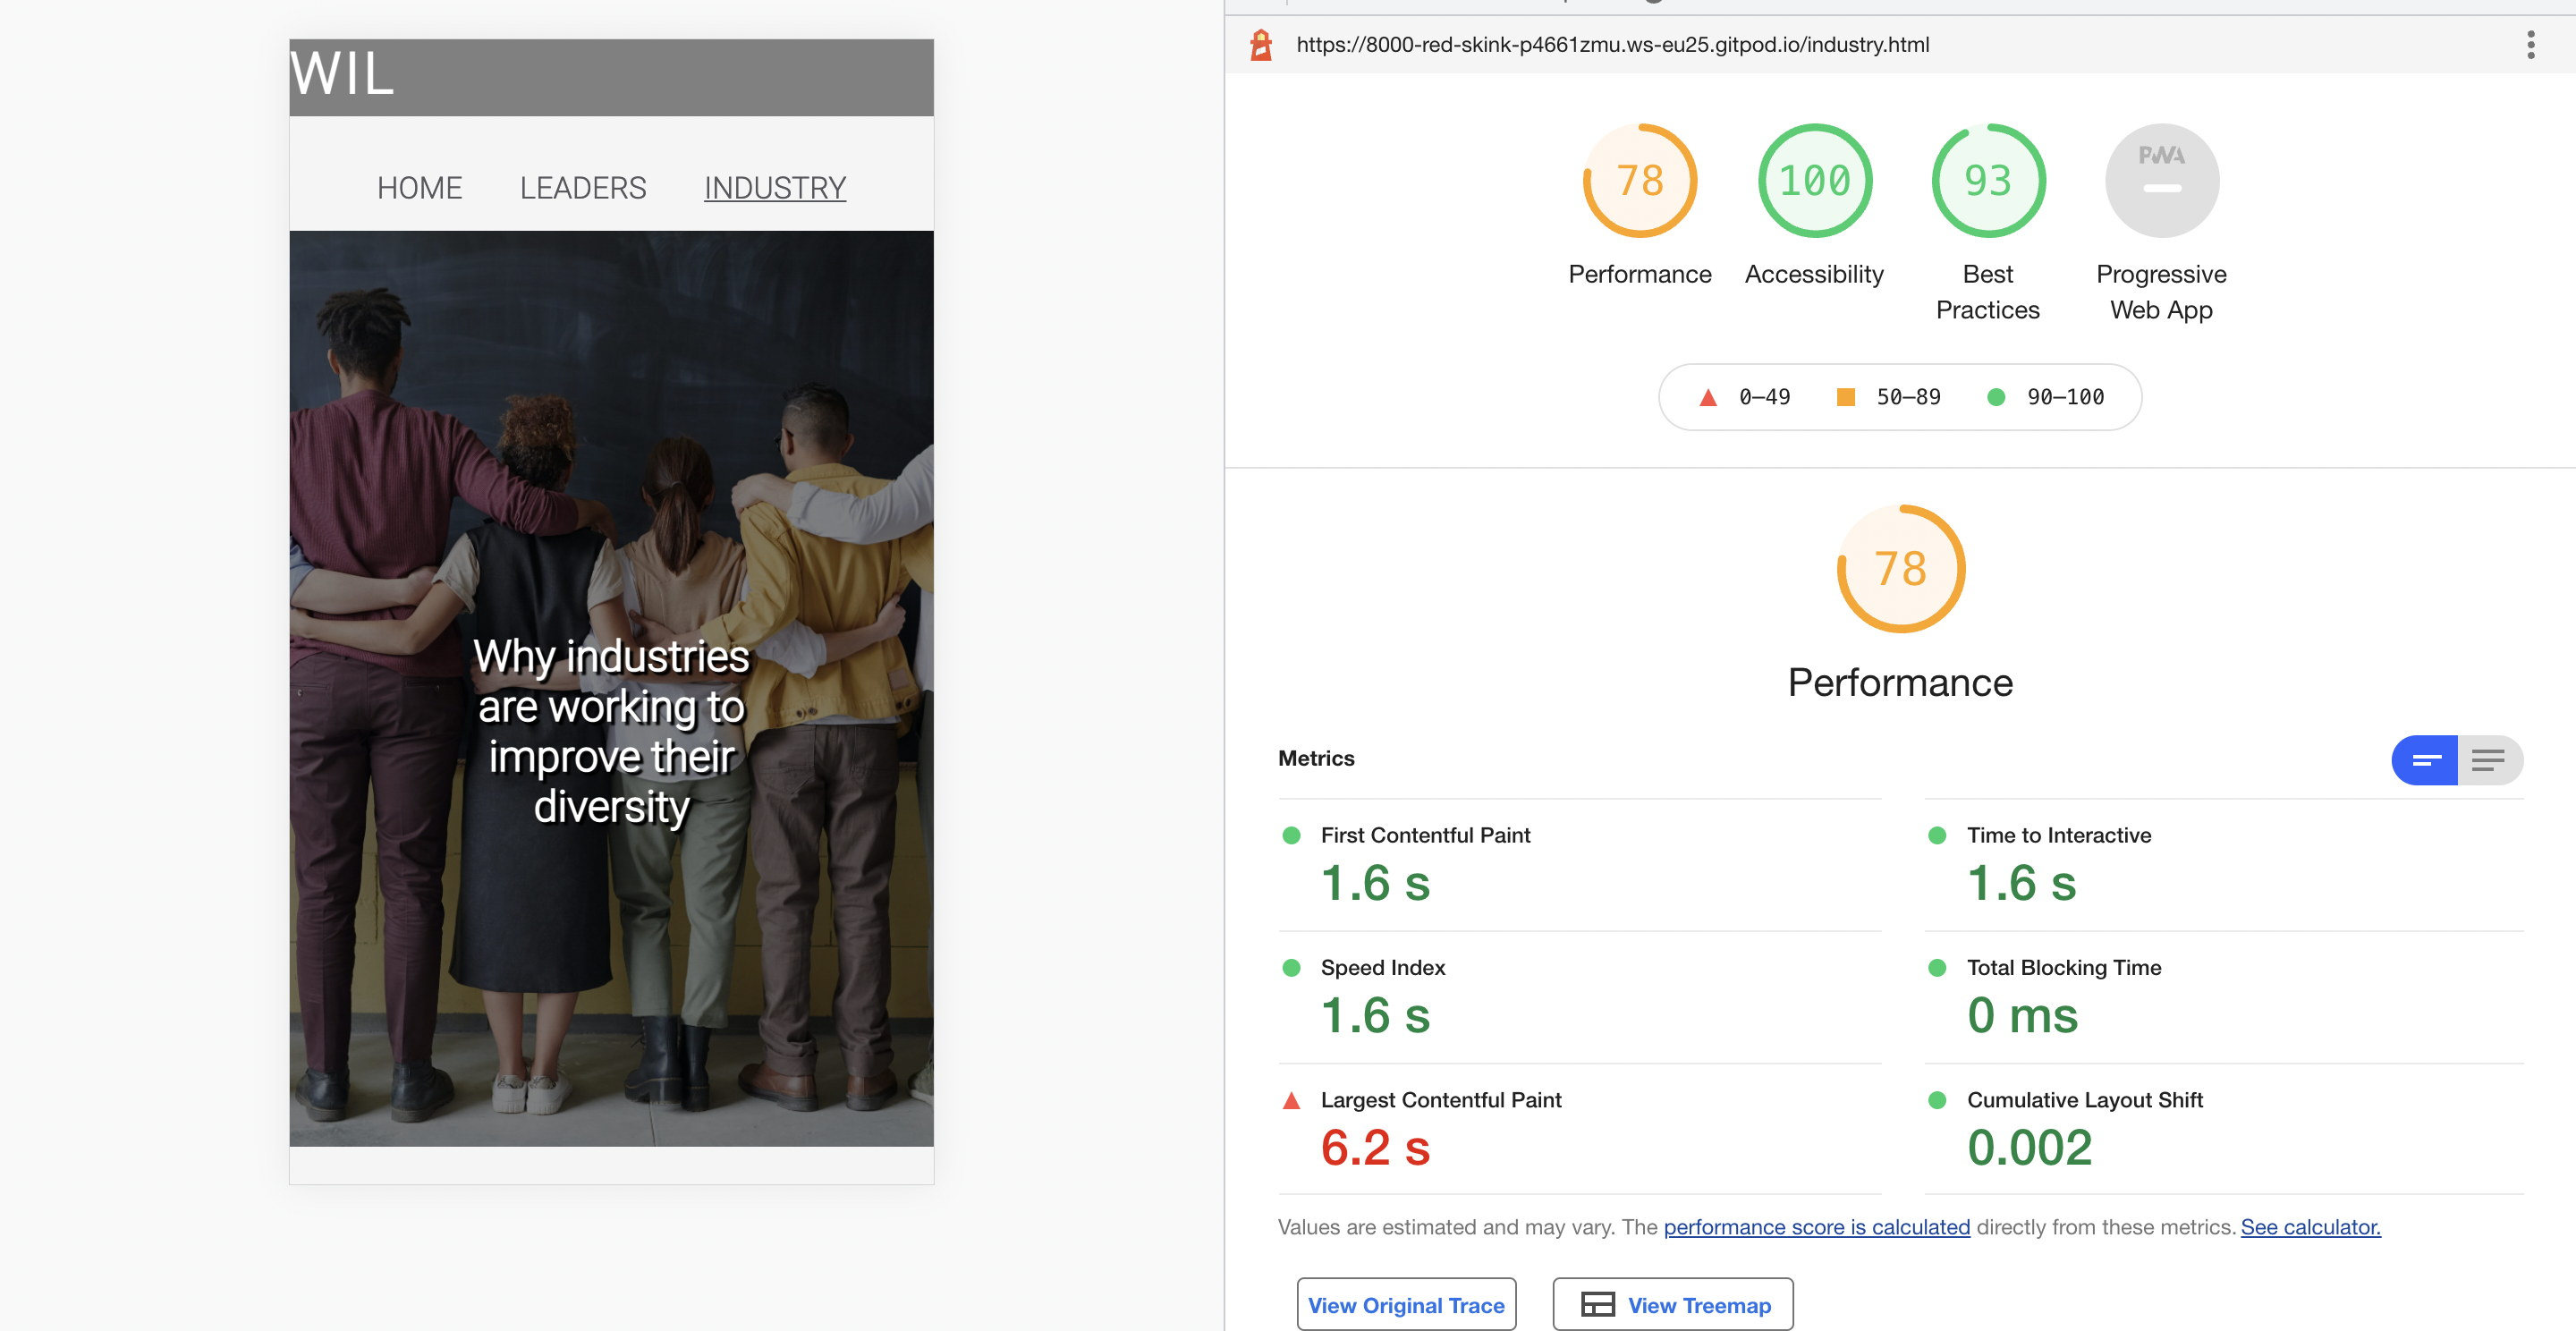 WIL
HOME LEADERS INDUSTRY
Why industries
are working to
improve their
diversity
https://8000-red-skink-p4661zmu.ws-eu25.gitpod.io/industry.html
78 100 93 PWA
Performance Accessibility Best Practices Progressive Web App
0–49 50–89 90–100
78
Performance
Metrics
First Contentful Paint
1.6 s
Time to Interactive
1.6 s
Speed Index
1.6 s
Total Blocking Time
0 ms
Largest Contentful Paint
6.2 s
Cumulative Layout Shift
0.002
Values are estimated and may vary. The performance score is calculated directly from these metrics. See calculator.
View Original Trace View Treemap